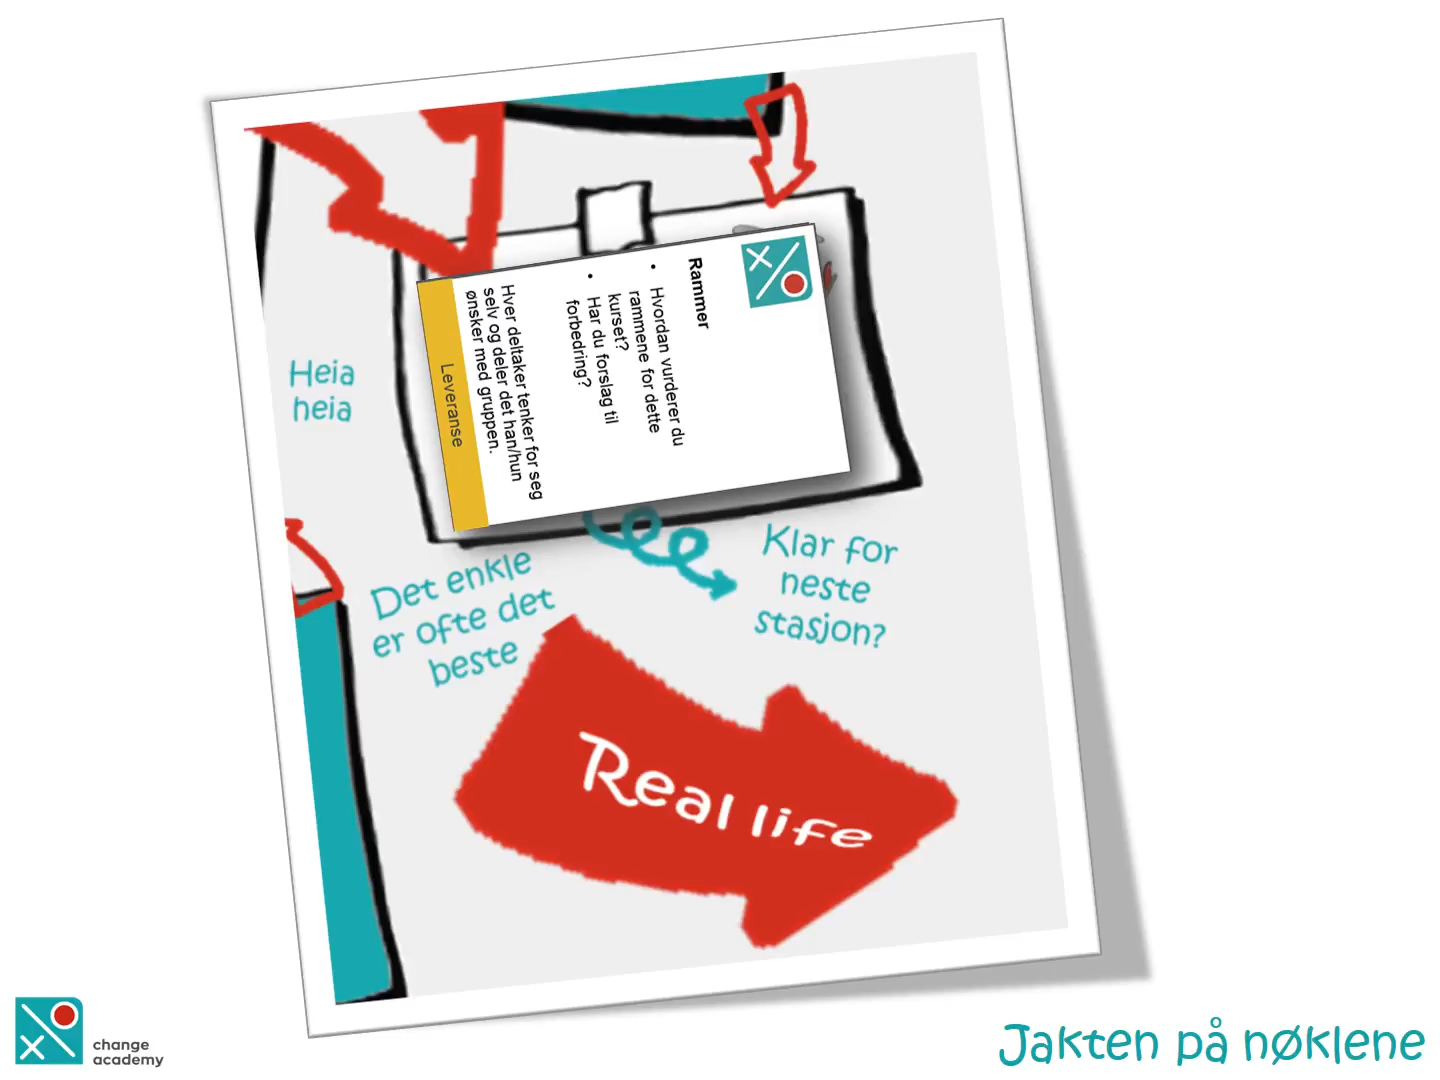 Rammer
• Hvordan vurderer du
rammene for dette
kurset?
• Har du forslag til
forbedring?
Hver deltaker tenker for seg
selv og deler det han/hun
ønsker med gruppen.
Leveranse
Heia
heia
Det enkle
er ofte det
beste
Klar for
neste
stasjon?
Real life
change
academy
Jakten på nøklene